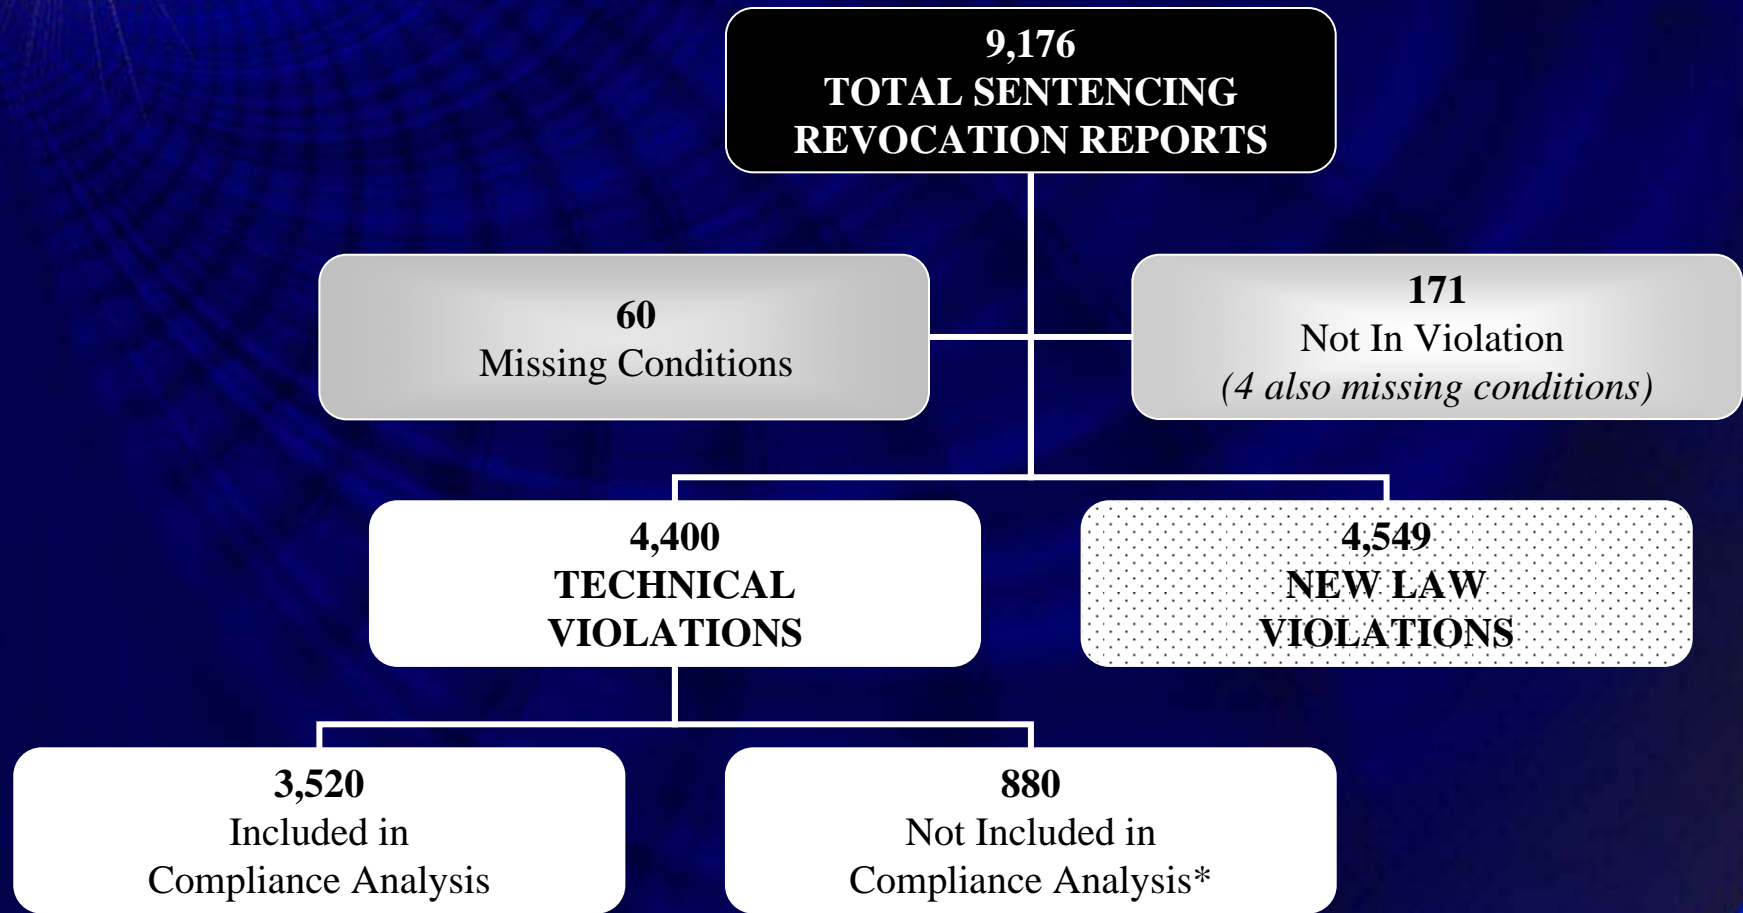 9,176
TOTAL SENTENCING
REVOCATION REPORTS
60
Missing Conditions
171
Not In Violation
(4 also missing conditions)
4,400
TECHNICAL
VIOLATIONS
4,549
NEW LAW
VIOLATIONS
3,520
Included in
Compliance Analysis
880
Not Included in
Compliance Analysis*